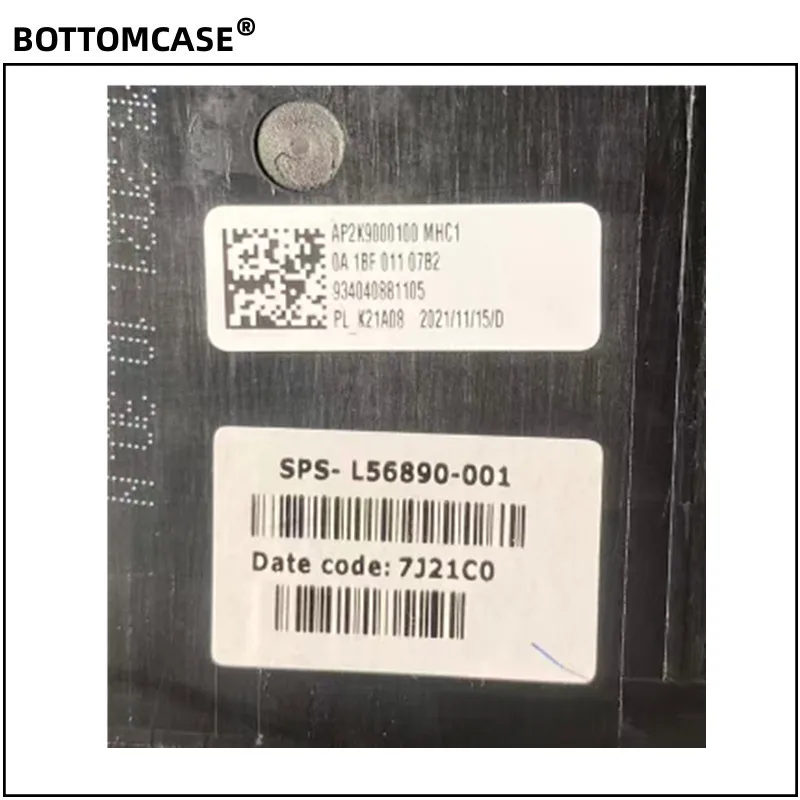 BOTTOMCASE®
AP2K9000100 MHC1
0A 1BF 011 07B2
934040881105
PL_K21A08 2021/11/15/D
SPS- L56890-001
Date code: 7J21C0